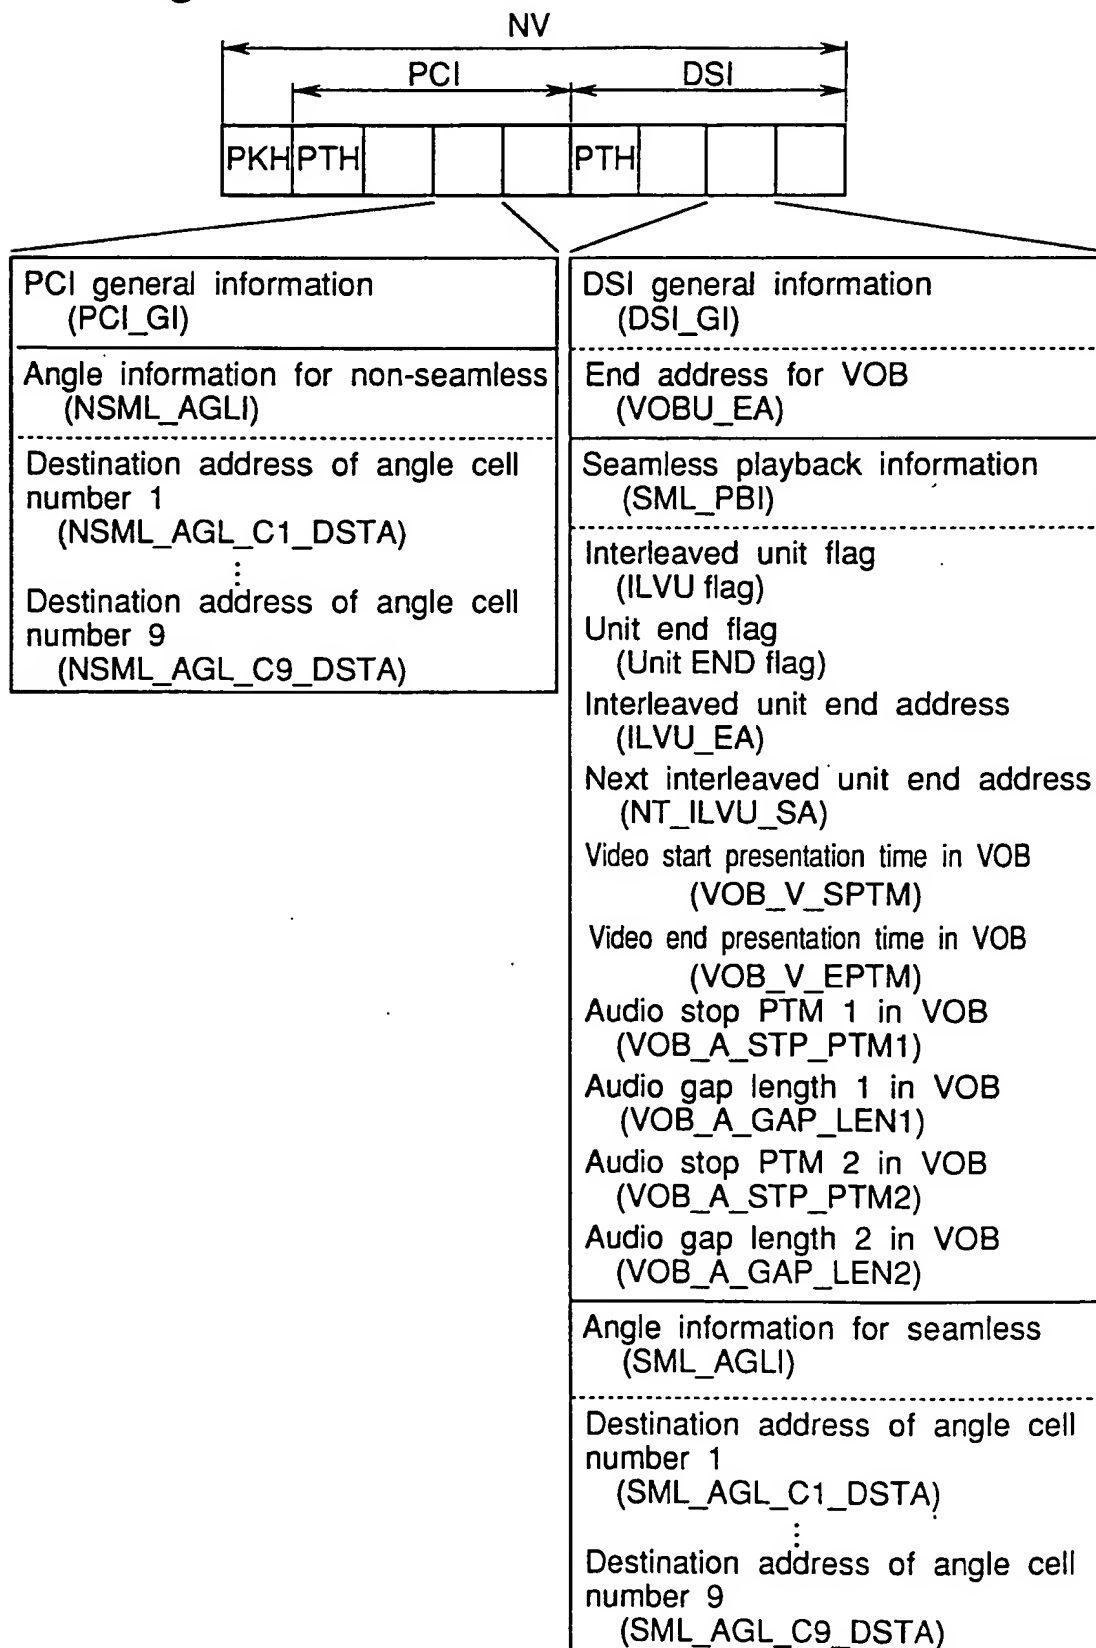 NV
PCI
DSI
PKH PTH PTH
PCI general information
(PCI_GI)
Angle information for non-seamless
(NSML_AGLI)
Destination address of angle cell
number 1
(NSML_AGL_C1_DSTA)
⋮
Destination address of angle cell
number 9
(NSML_AGL_C9_DSTA)
DSI general information
(DSI_GI)
End address for VOB
(VOBU_EA)
Seamless playback information
(SML_PBI)
Interleaved unit flag
(ILVU flag)
Unit end flag
(Unit END flag)
Interleaved unit end address
(ILVU_EA)
Next interleaved unit end address
(NT_ILVU_SA)
Video start presentation time in VOB
(VOB_V_SPTM)
Video end presentation time in VOB
(VOB_V_EPTM)
Audio stop PTM 1 in VOB
(VOB_A_STP_PTM1)
Audio gap length 1 in VOB
(VOB_A_GAP_LEN1)
Audio stop PTM 2 in VOB
(VOB_A_STP_PTM2)
Audio gap length 2 in VOB
(VOB_A_GAP_LEN2)
Angle information for seamless
(SML_AGLI)
Destination address of angle cell
number 1
(SML_AGL_C1_DSTA)
⋮
Destination address of angle cell
number 9
(SML_AGL_C9_DSTA)